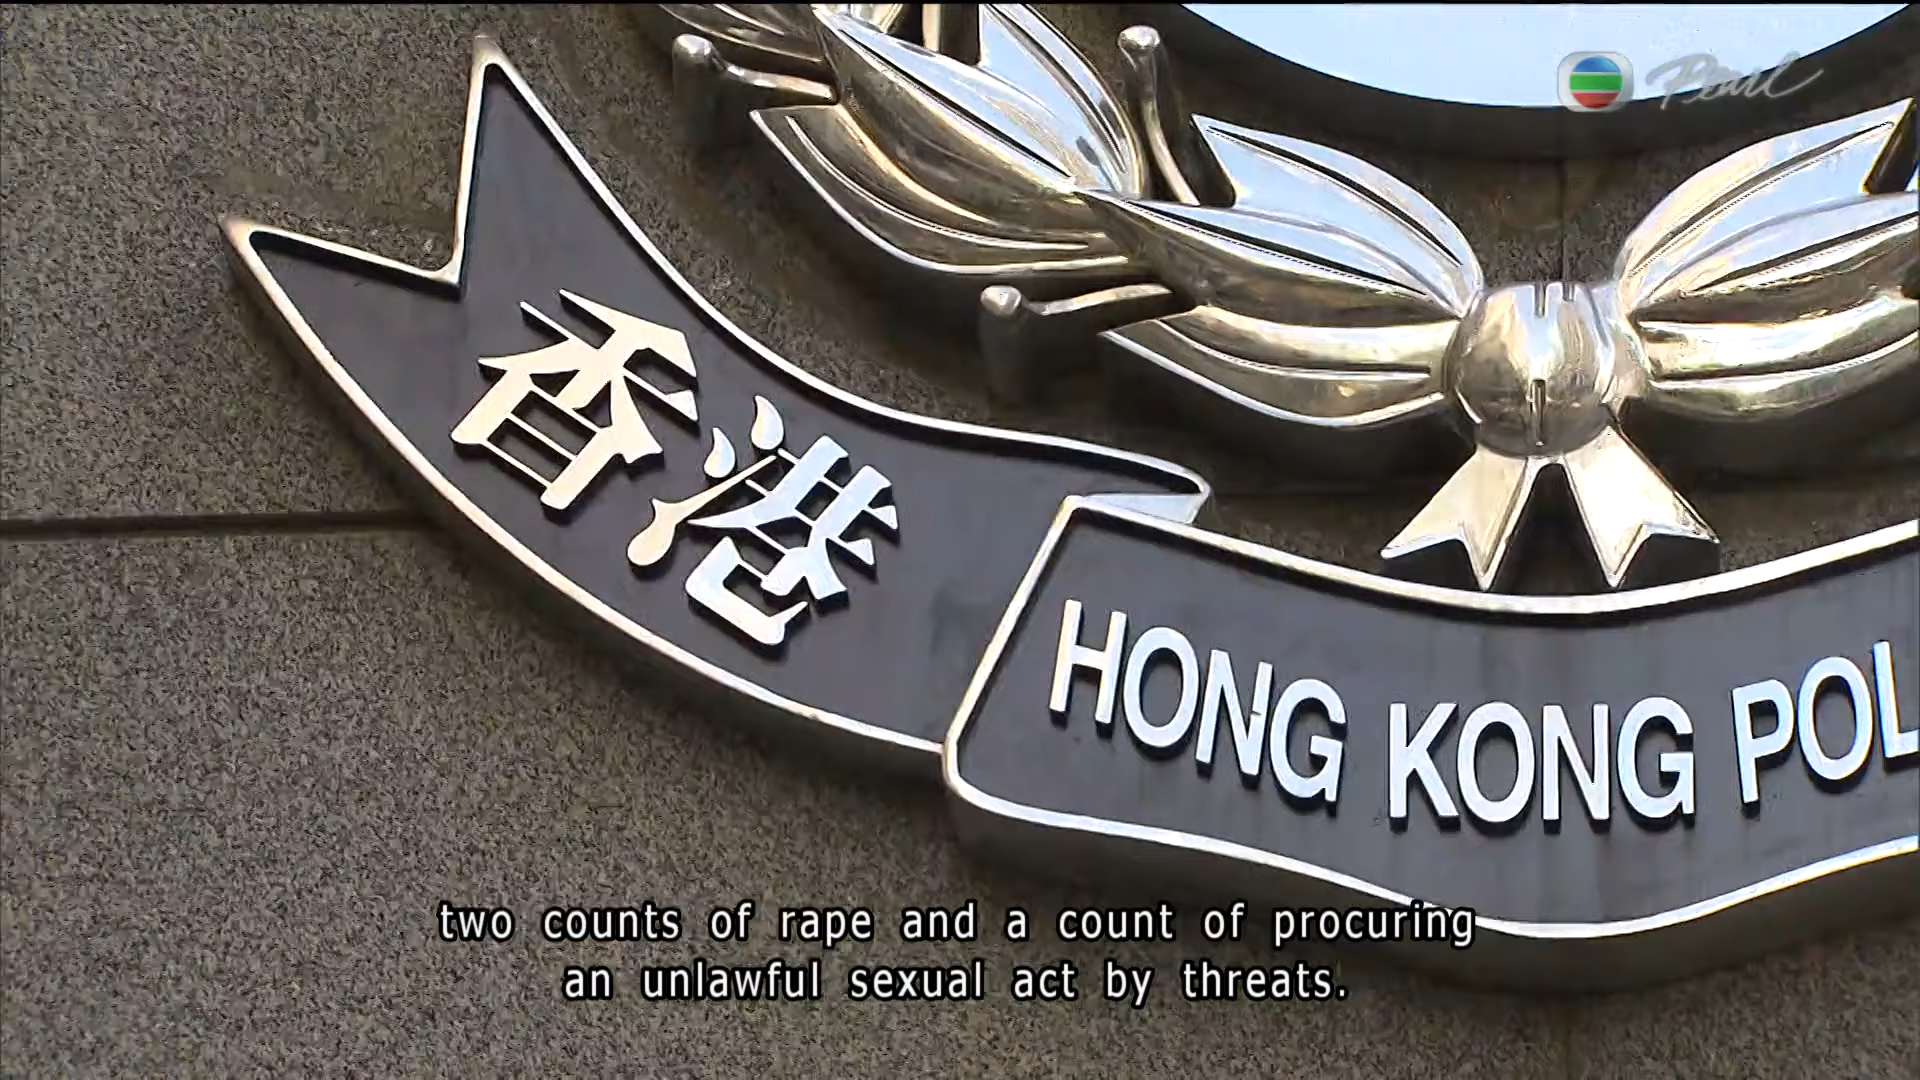 Pearl
香港
HONG KONG POL
two counts of rape and a count of procuring
an unlawful sexual act by threats.